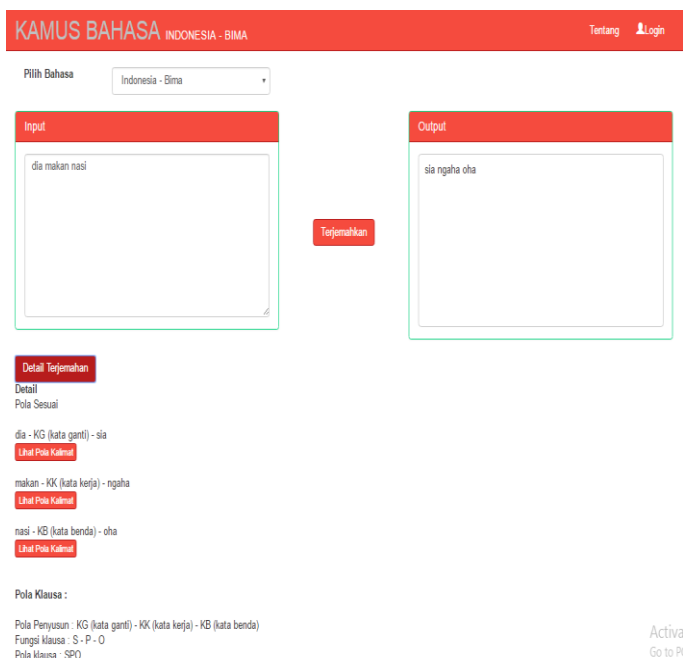 KAMUS BAHASA INDONESIA - BIMA
Tentang Login
Pilih Bahasa
Indonesia - Bima
Input
Output
dia makan nasi
sia ngaha oha
Terjemahkan
Detail Terjemahan
Detail
Pola Sesuai
dia - KG (kata ganti) - sia
Lihat Pola Kalimat
makan - KK (kata kerja) - ngaha
Lihat Pola Kalimat
nasi - KB (kata benda) - oha
Lihat Pola Kalimat
Pola Klausa :
Pola Penyusun : KG (kata ganti) - KK (kata kerja) - KB (kata benda)
Fungsi klausa : S - P - O
Pola klausa : SPO
Activa
Go to P